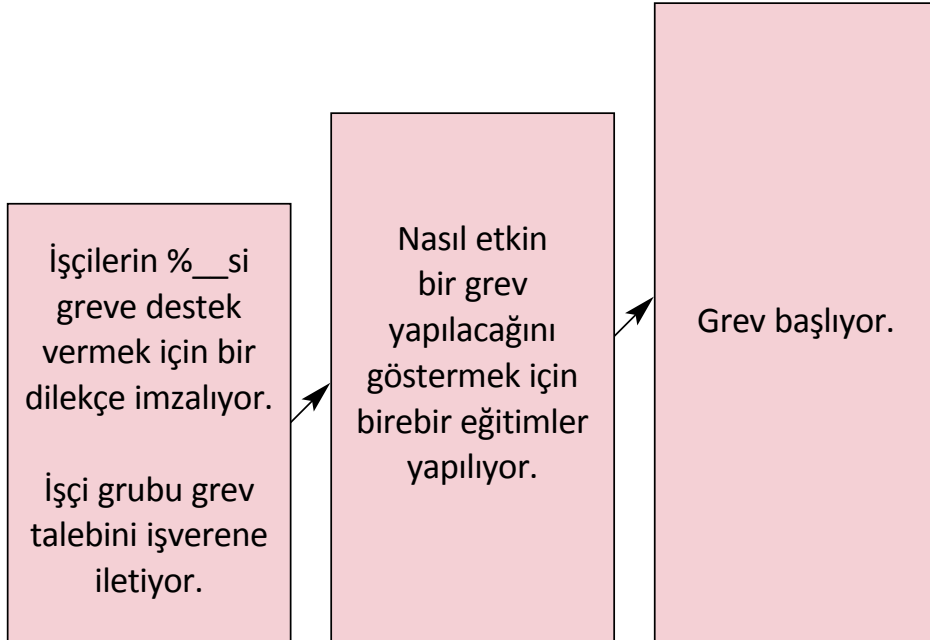 İşçilerin %__si
greve destek
vermek için bir
dilekçe imzalıyor.
İşçi grubu grev
talebini işverene
iletiyor.
Nasıl etkin
bir grev
yapılacağını
göstermek için
birebir eğitimler
yapılıyor.
Grev başlıyor.